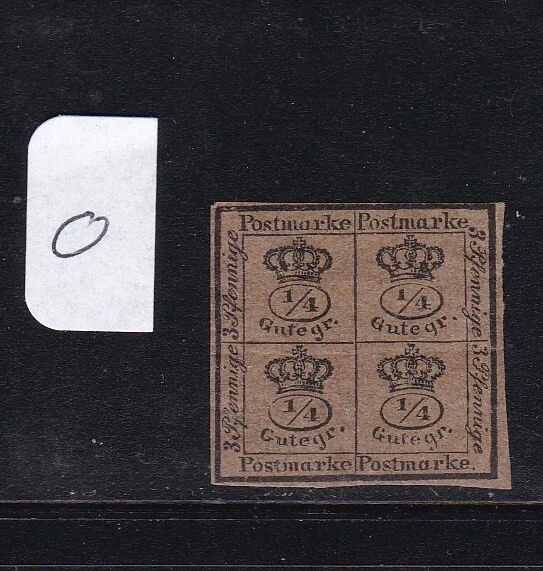 O
Postmarke Postmarke
3 Pfennige 3 Pfennige
1/4 1/4
Gutegr. Gutegr.
3 Pfennige 3 Pfennige
1/4 1/4
Gutegr. Gutegr.
Postmarke Postmarke.